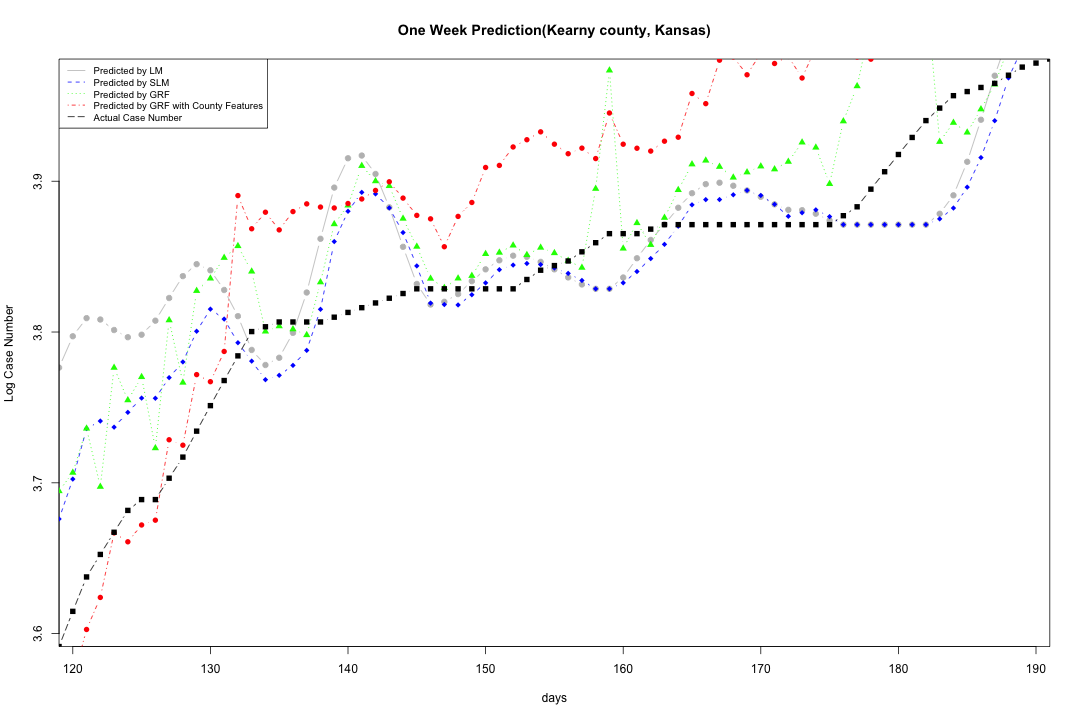 One Week Prediction(Kearny county, Kansas)
Predicted by LM
Predicted by SLM
Predicted by GRF
Predicted by GRF with County Features
Actual Case Number
Log Case Number
3.9
3.8
3.7
3.6
120 130 140 150 160 170 180 190
days